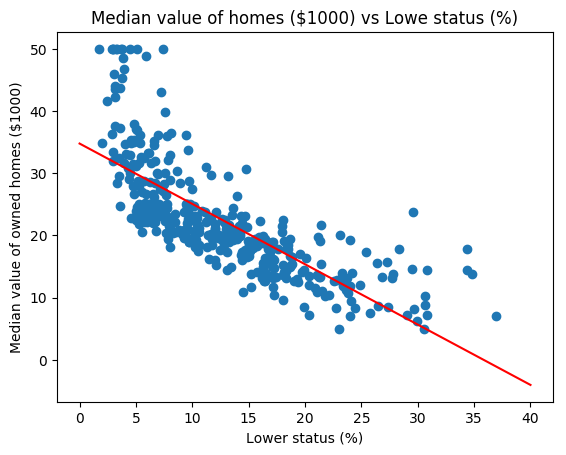 Median value of homes ($1000) vs Lowe status (%)
Median value of owned homes ($1000)
50
40
30
20
10
0
0 5 10 15 20 25 30 35 40
Lower status (%)